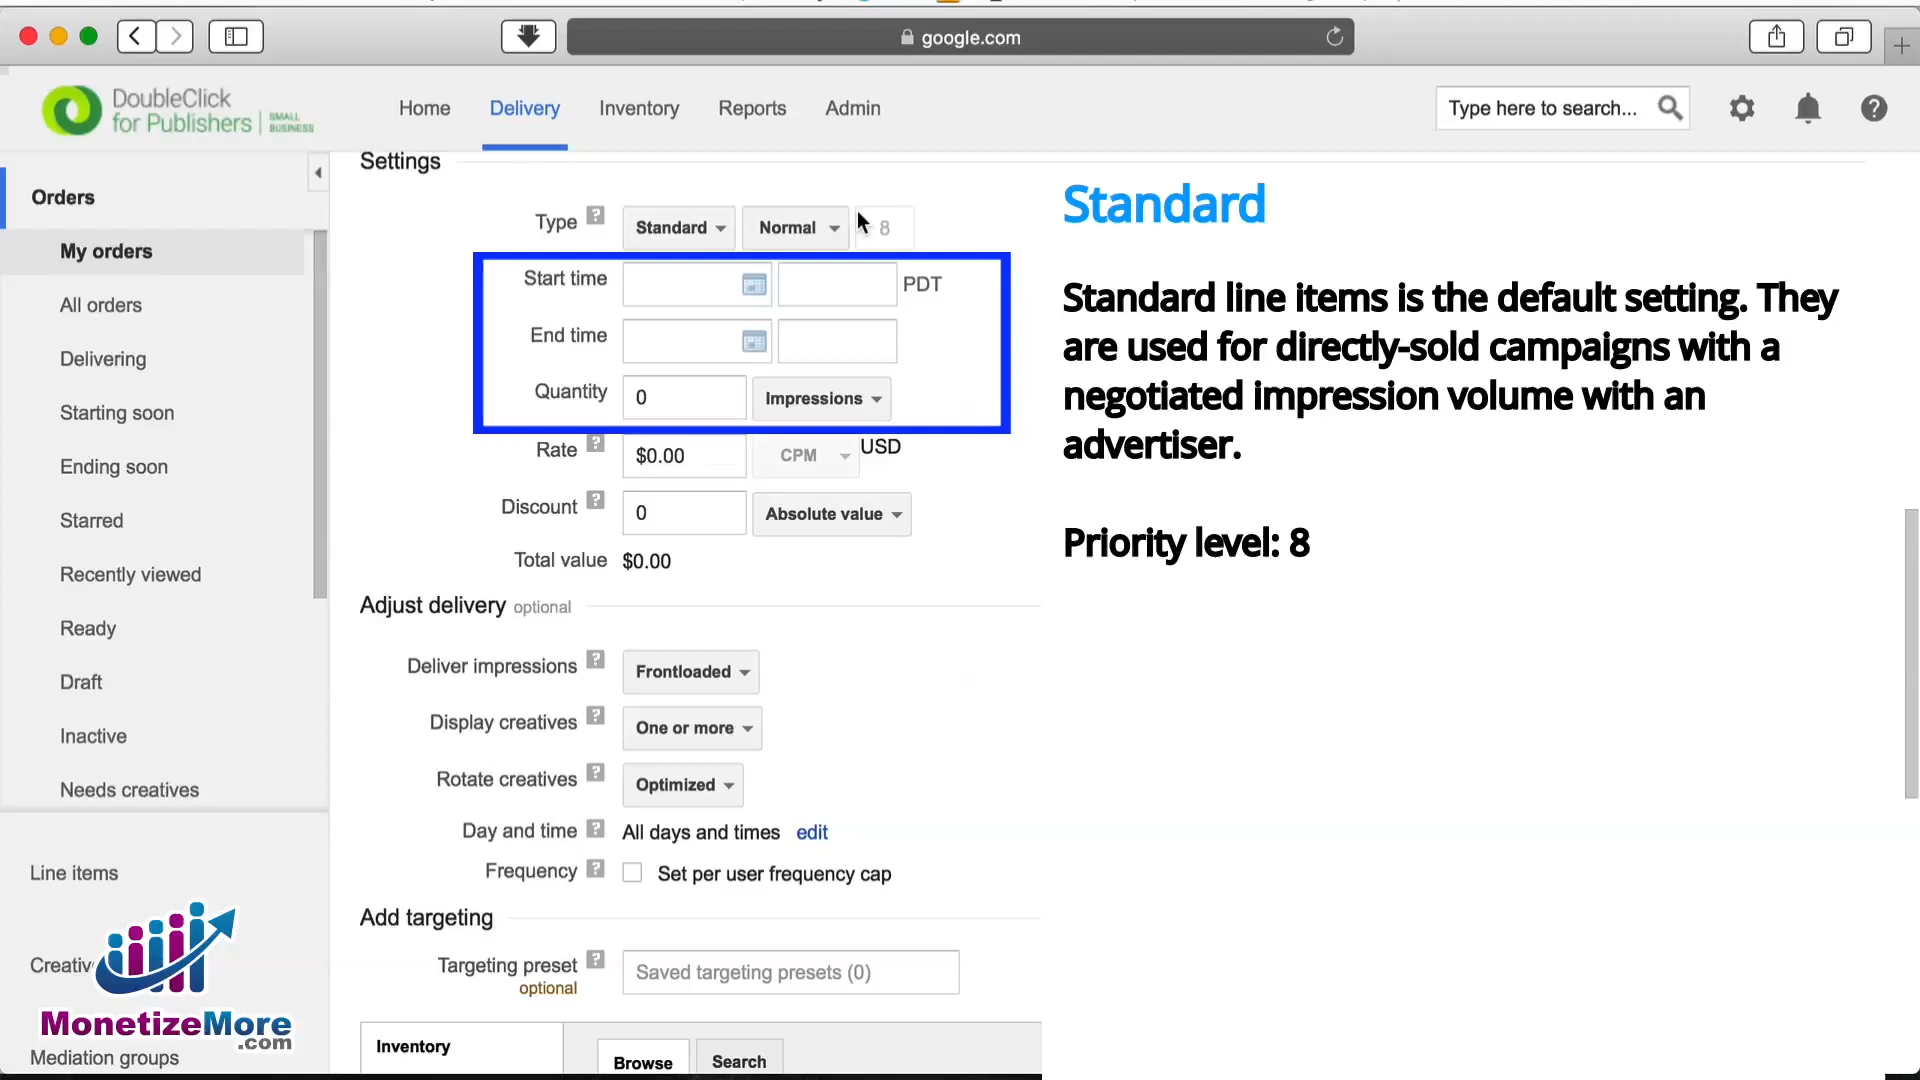 google.com
DoubleClick
for Publishers
SMALL
BUSINESS
Home
Delivery
Inventory
Reports
Admin
Type here to search...
Orders
My orders
All orders
Delivering
Starting soon
Ending soon
Starred
Recently viewed
Ready
Draft
Inactive
Needs creatives
Line items
Creativ
MonetizeMore
.com
Mediation groups
Settings
Type ? Standard Normal 8
Start time PDT
End time
Quantity 0 Impressions
Rate ? $0.00 CPM USD
Discount ? 0 Absolute value
Total value $0.00
Adjust delivery optional
Deliver impressions ? Frontloaded
Display creatives ? One or more
Rotate creatives ? Optimized
Day and time ? All days and times edit
Frequency ? Set per user frequency cap
Add targeting
Targeting preset ? Saved targeting presets (0)
optional
Inventory
Browse
Search
Standard
Standard line items is the default setting. They
are used for directly-sold campaigns with a
negotiated impression volume with an
advertiser.
Priority level: 8